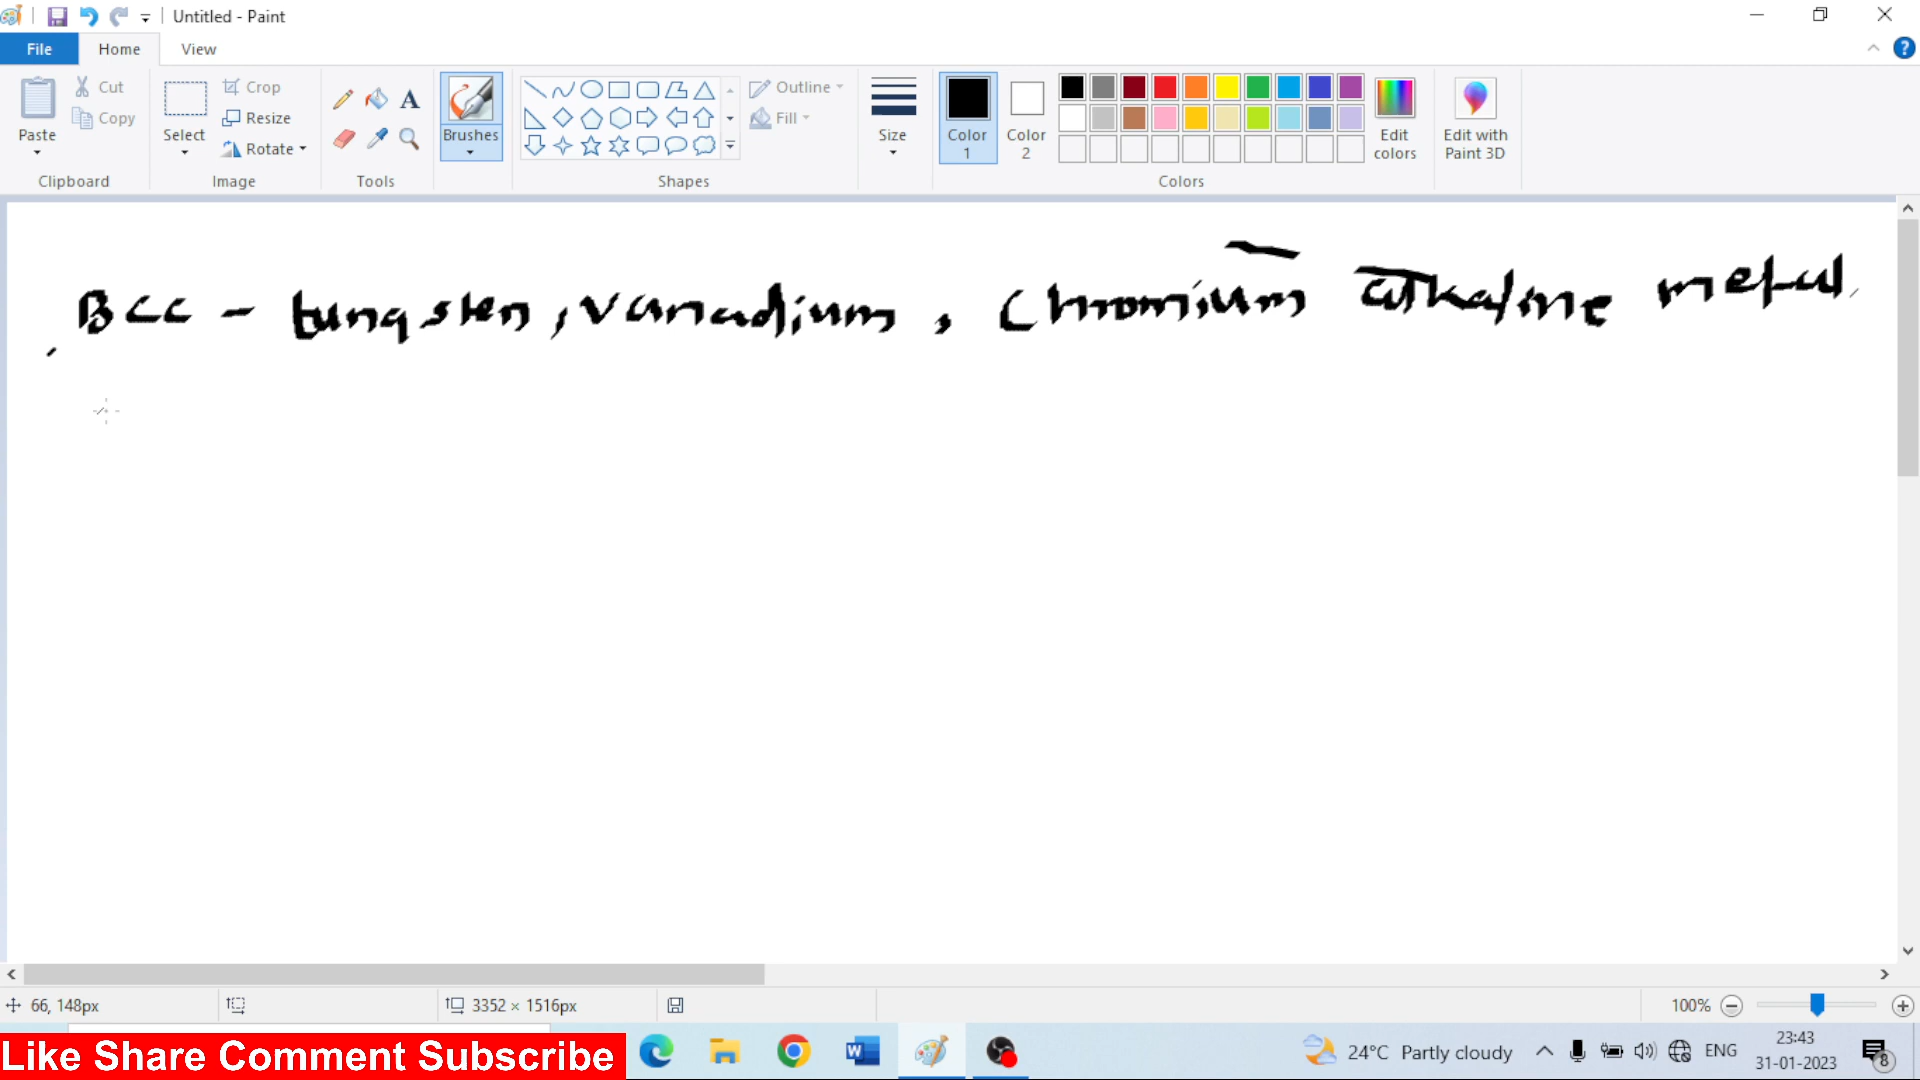 Untitled - Paint
File Home View
Paste Cut Copy Clipboard
Select Crop Resize Rotate Image
Tools
Brushes
Shapes
Outline Fill
Size
Color 1 Color 2 Edit colors Colors
Edit with Paint 3D
BCC - tungsten, Vanadium, Chromium alkaline metal,
66, 148px 3352 × 1516px 100%
Like Share Comment Subscribe
24°C Partly cloudy ENG 23:43
31-01-2023 8